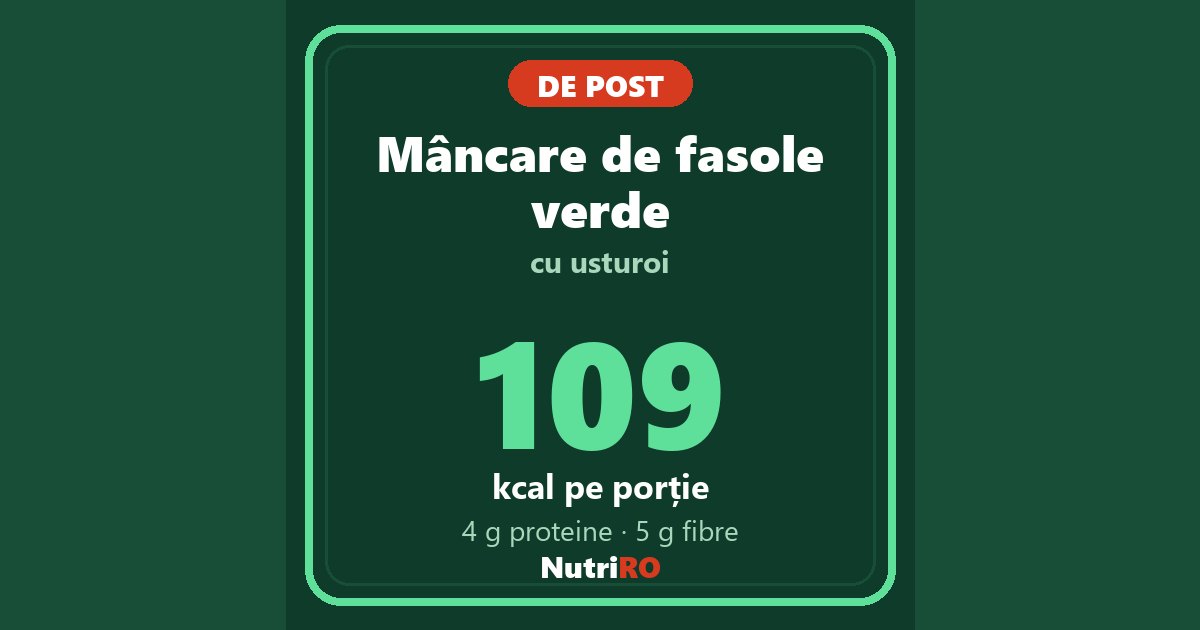 DE POST
Mâncare de fasole
verde
cu usturoi
109
kcal pe porție
4 g proteine · 5 g fibre
NutriRO